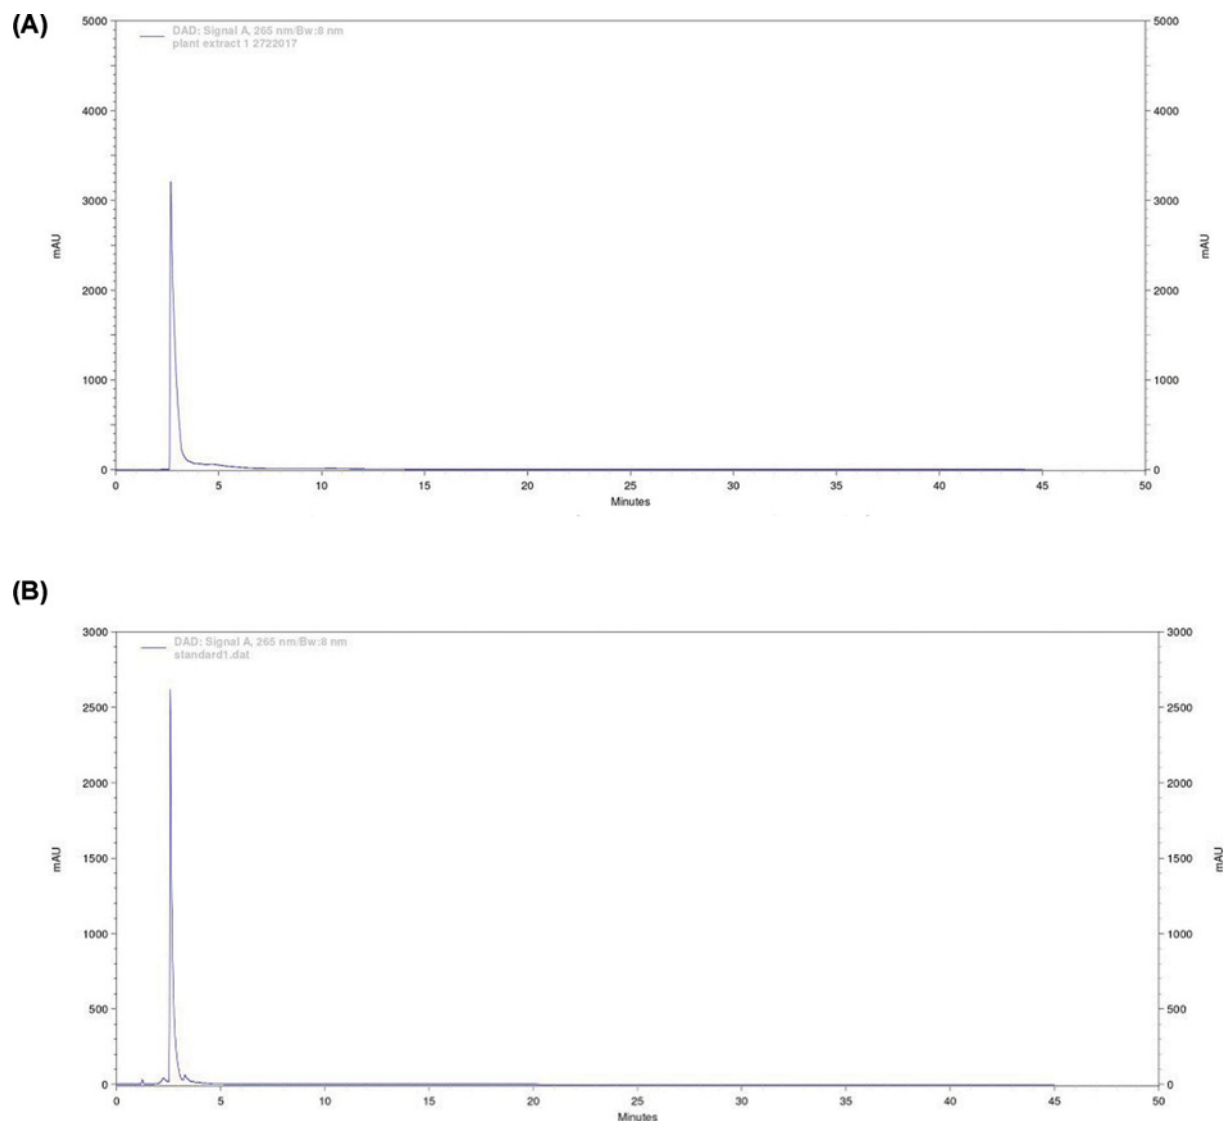 (A)
DAD: Signal A, 265 nm/Bw:8 nm
plant extract 1 2722017
5000 5000
4000 4000
3000 3000
mAU mAU
2000 2000
1000 1000
0 0
0 5 10 15 20 25 30 35 40 45 50
Minutes
(B)
DAD: Signal A, 265 nm/Bw:8 nm
standard1.dat
3000 3000
2500 2500
2000 2000
1500 1500
mAU mAU
1000 1000
500 500
0 0
0 5 10 15 20 25 30 35 40 45 50
Minutes